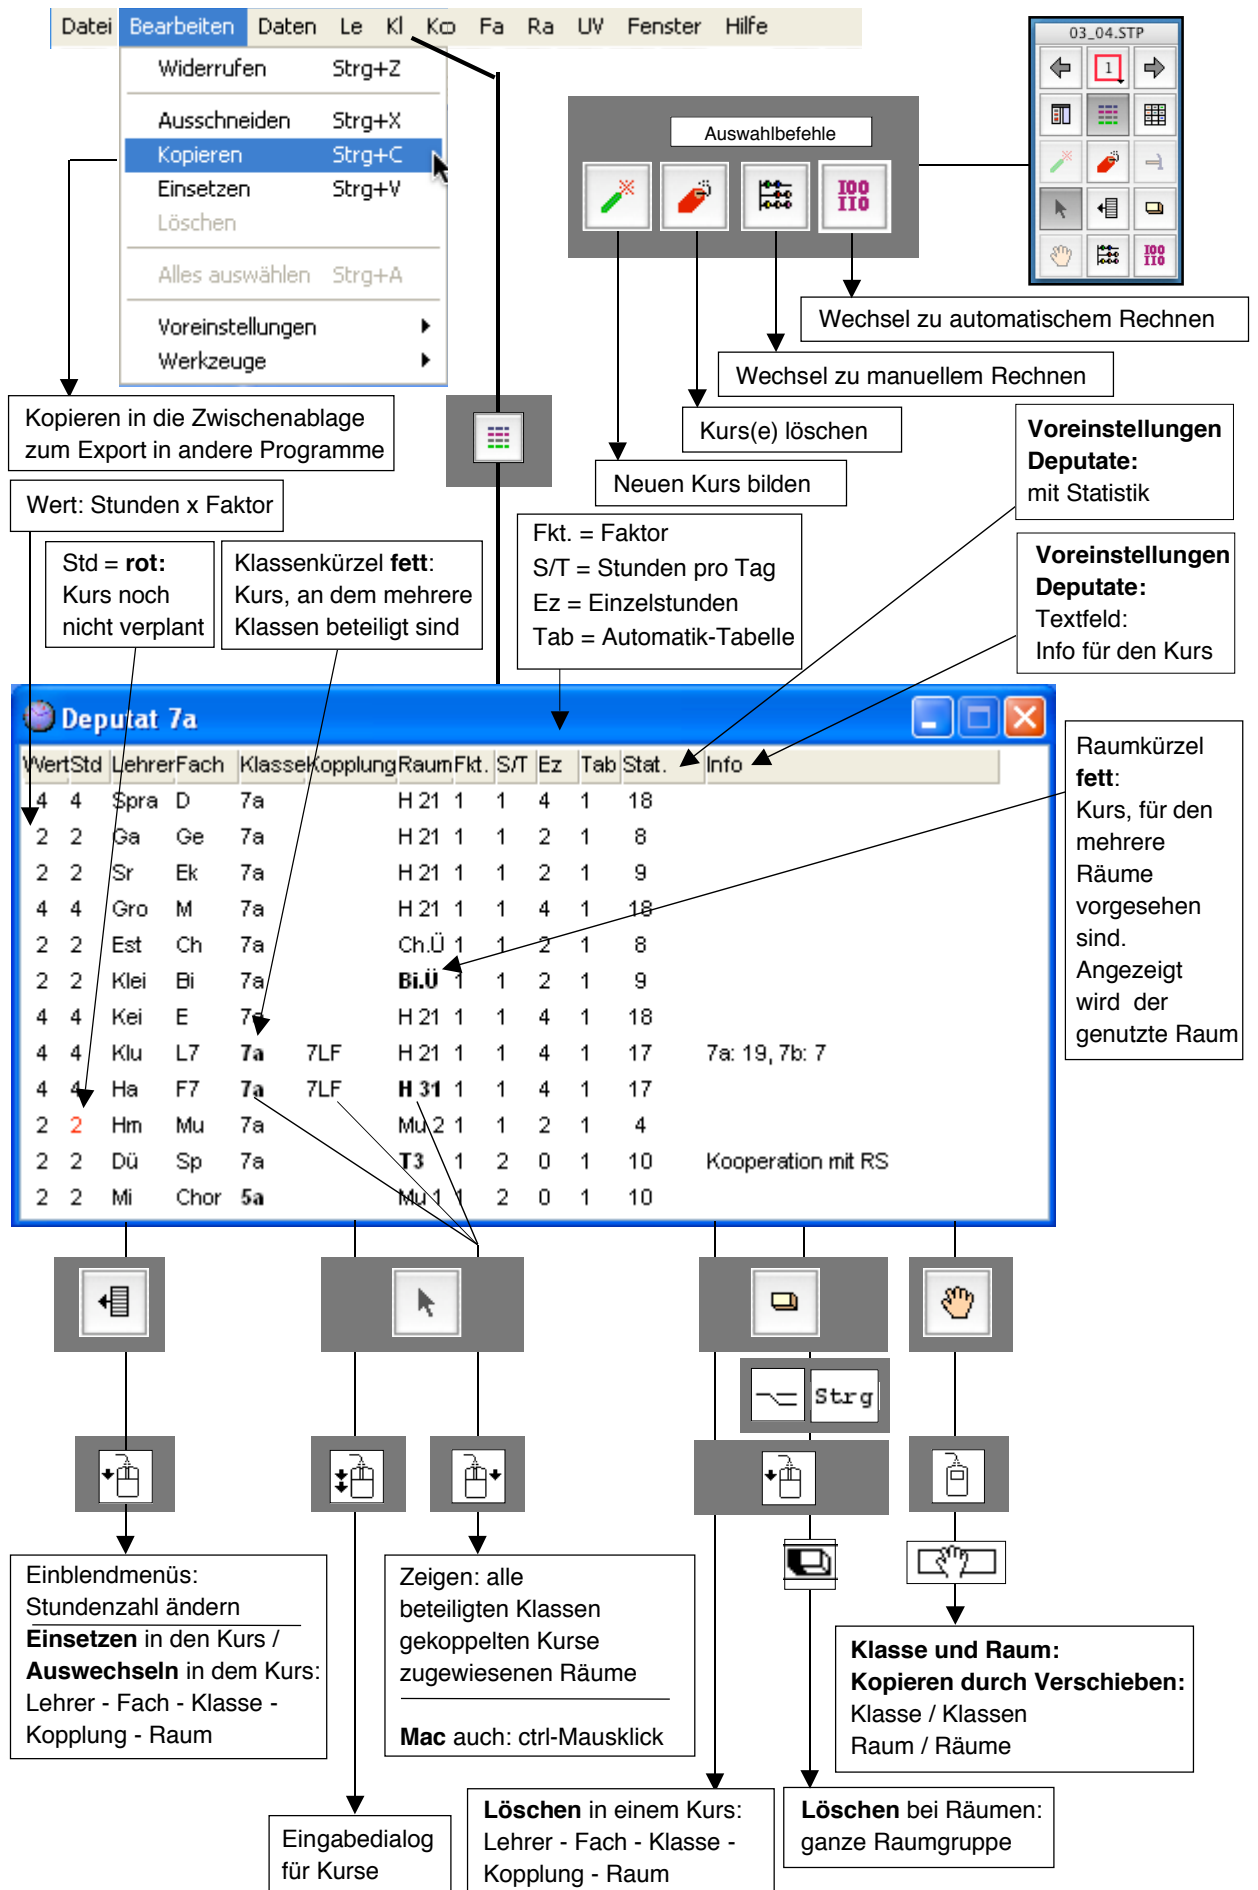 Datei Bearbeiten Daten Le Kl Ko Fa Ra UV Fenster Hilfe
Widerrufen Strg+Z
Ausschneiden Strg+X
Kopieren Strg+C
Einsetzen Strg+V
Löschen
Alles auswählen Strg+A
Voreinstellungen
Werkzeuge
03_04.STP
1
100
110
Auswahlbefehle
100
110
Wechsel zu automatischem Rechnen
Wechsel zu manuellem Rechnen
Kurs(e) löschen
Neuen Kurs bilden
Kopieren in die Zwischenablage
zum Export in andere Programme
Wert: Stunden x Faktor
Std = rot:
Kurs noch
nicht verplant
Klassenkürzel fett:
Kurs, an dem mehrere
Klassen beteiligt sind
Fkt. = Faktor
S/T = Stunden pro Tag
Ez = Einzelstunden
Tab = Automatik-Tabelle
Voreinstellungen
Deputate:
mit Statistik
Voreinstellungen
Deputate:
Textfeld:
Info für den Kurs
Raumkürzel
fett:
Kurs, für den
mehrere
Räume
vorgesehen
sind.
Angezeigt
wird der
genutzte Raum
Deputat 7a
Wert Std Lehrer Fach Klasse Kopplung Raum Fkt. S/T Ez Tab Stat. Info
4 4 Spra D 7a H 21 1 1 4 1 18
2 2 Ga Ge 7a H 21 1 1 2 1 8
2 2 Sr Ek 7a H 21 1 1 2 1 9
4 4 Gro M 7a H 21 1 1 4 1 18
2 2 Est Ch 7a Ch.Ü 1 1 2 1 8
2 2 Klei Bi 7a Bi.Ü 1 1 2 1 9
4 4 Kei E 7a H 21 1 1 4 1 18
4 4 Klu L7 7a 7LF H 21 1 1 4 1 17 7a: 19, 7b: 7
4 4 Ha F7 7a 7LF H 31 1 1 4 1 17
2 2 Hm Mu 7a Mu 2 1 1 2 1 4
2 2 Dü Sp 7a T3 1 2 0 1 10 Kooperation mit RS
2 2 Mi Chor 5a Mu 1 1 2 0 1 10
Strg
Einblendmenüs:
Stundenzahl ändern
Einsetzen in den Kurs /
Auswechseln in dem Kurs:
Lehrer - Fach - Klasse -
Kopplung - Raum
Zeigen: alle
beteiligten Klassen
gekoppelten Kurse
zugewiesenen Räume
Mac auch: ctrl-Mausklick
Klasse und Raum:
Kopieren durch Verschieben:
Klasse / Klassen
Raum / Räume
Eingabedialog
für Kurse
Löschen in einem Kurs:
Lehrer - Fach - Klasse -
Kopplung - Raum
Löschen bei Räumen:
ganze Raumgruppe